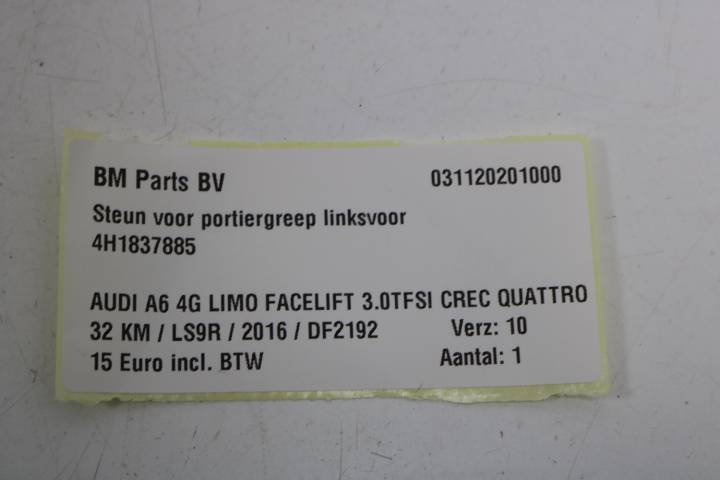 BM Parts BV 031120201000
Steun voor portiergreep linksvoor
4H1837885
AUDI A6 4G LIMO FACELIFT 3.0TFSI CREC QUATTRO
32 KM / LS9R / 2016 / DF2192 Verz: 10
15 Euro incl. BTW Aantal: 1